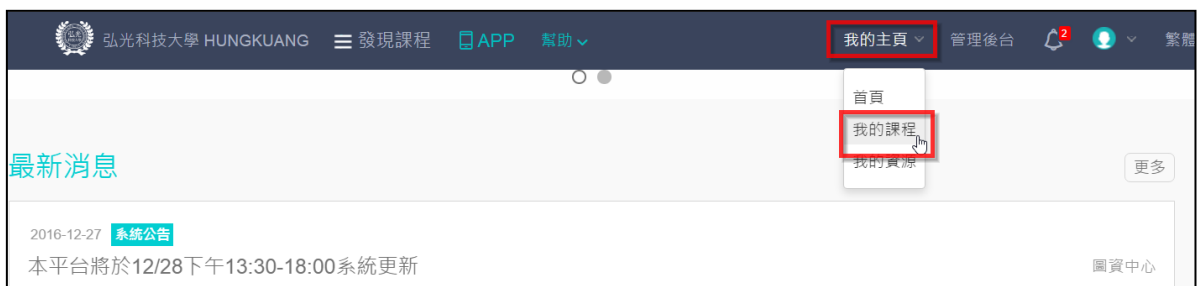 弘光科技大學 HUNGKUANG 發現課程 APP 幫助 我的主頁 管理後台 2 繁體
首頁
我的課程
我的資源
最新消息
更多
2016-12-27 系統公告
本平台將於12/28下午13:30-18:00系統更新
圖資中心